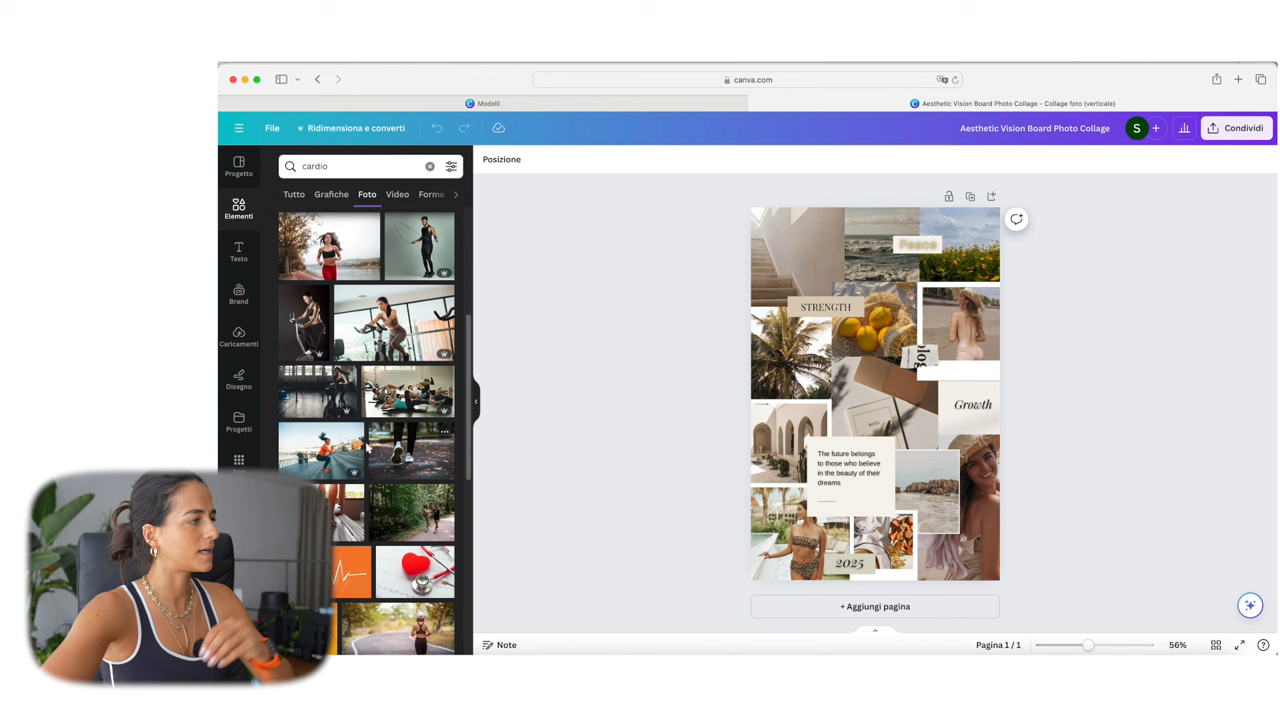 canva.com
Modelli
Aesthetic Vision Board Photo Collage - Collage foto (verticale)
File
Ridimensiona e converti
Aesthetic Vision Board Photo Collage
S
Condividi
Progetto
Elementi
Testo
Brand
Caricamenti
Disegno
Progetti
cardio
Tutto
Grafiche
Foto
Video
Forme
Posizione
Peace
STRENGTH
Growth
The future belongs
to those who believe
in the beauty of their
dreams
2025
+ Aggiungi pagina
Note
Pagina 1 / 1
56%